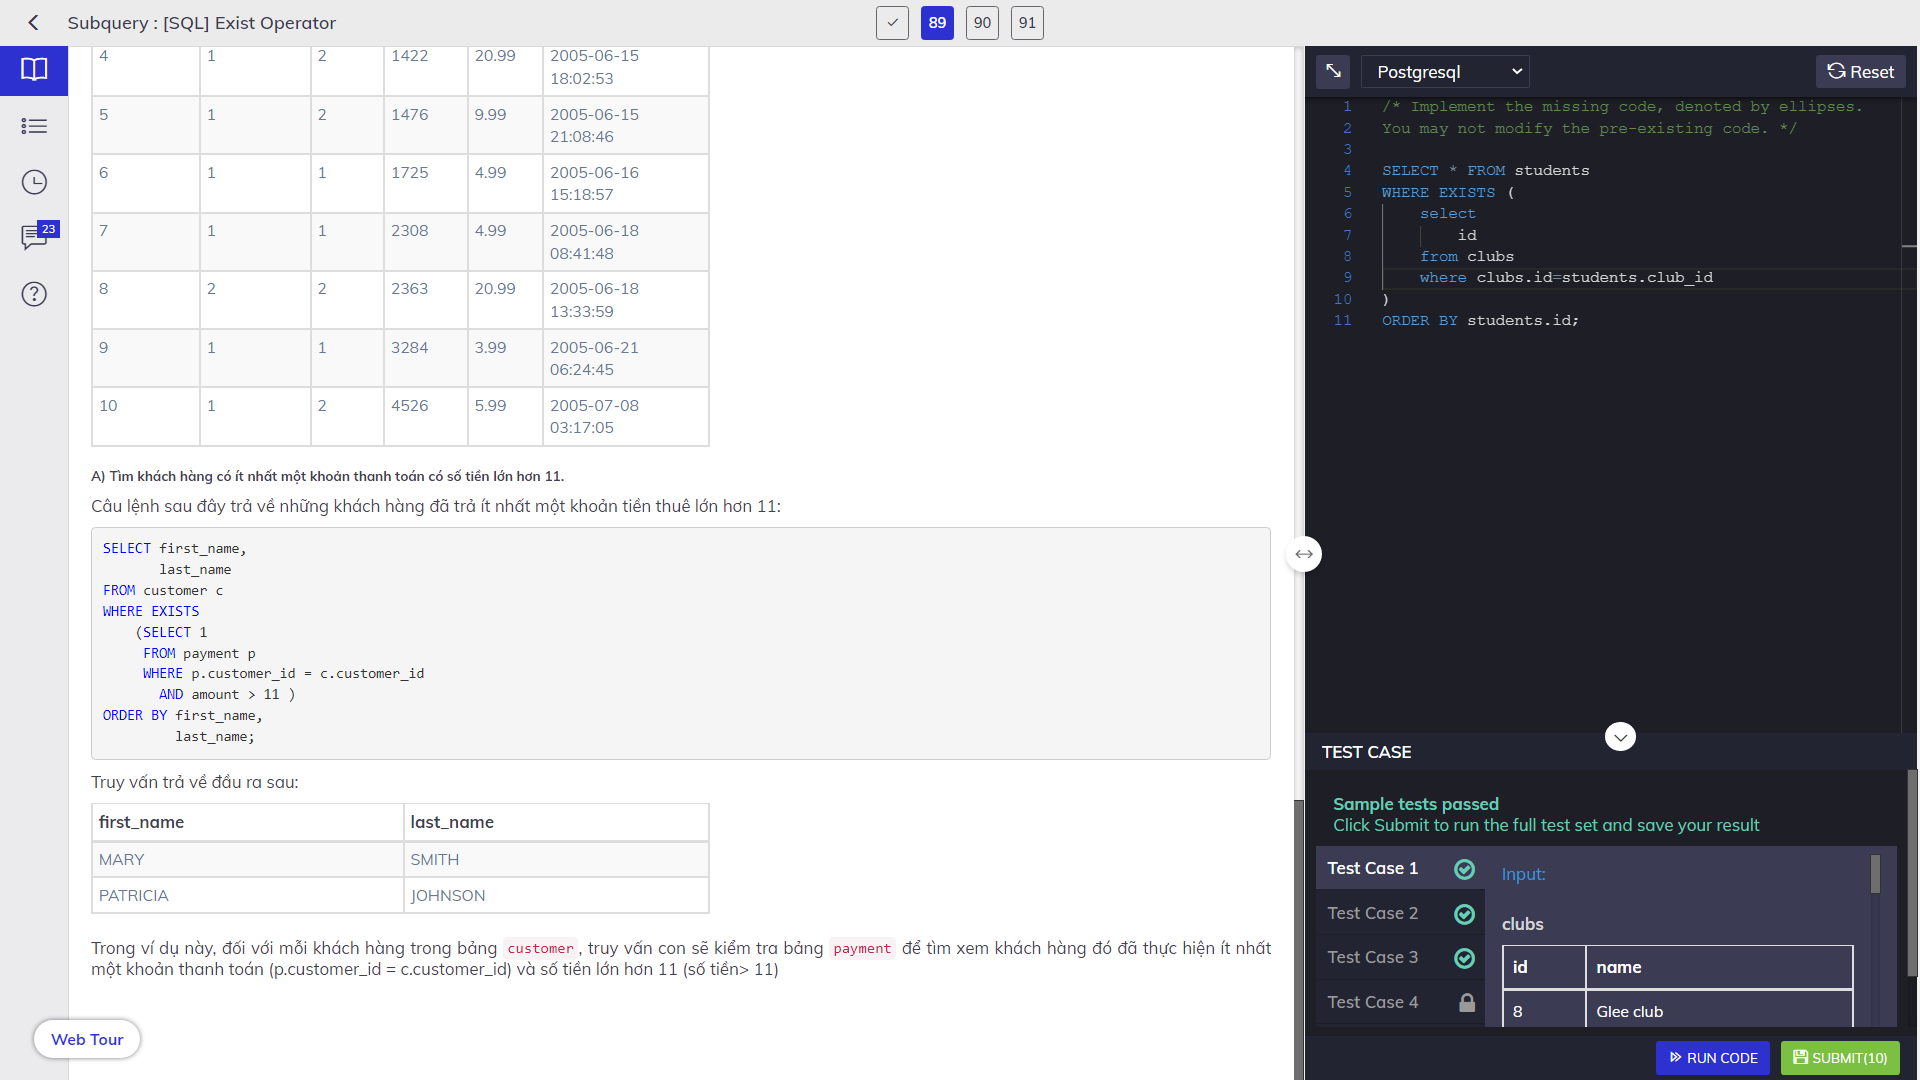 Subquery : [SQL] Exist Operator
89
90
91
23
4 1 2 1422 20.99 2005-06-15
18:02:53
5 1 2 1476 9.99 2005-06-15
21:08:46
6 1 1 1725 4.99 2005-06-16
15:18:57
7 1 1 2308 4.99 2005-06-18
08:41:48
8 2 2 2363 20.99 2005-06-18
13:33:59
9 1 1 3284 3.99 2005-06-21
06:24:45
10 1 2 4526 5.99 2005-07-08
03:17:05
A) Tìm khách hàng có ít nhất một khoản thanh toán có số tiền lớn hơn 11.
Câu lệnh sau đây trả về những khách hàng đã trả ít nhất một khoản tiền thuê lớn hơn 11:
SELECT first_name,
last_name
FROM customer c
WHERE EXISTS
(SELECT 1
FROM payment p
WHERE p.customer_id = c.customer_id
AND amount > 11 )
ORDER BY first_name,
last_name;
Truy vấn trả về đầu ra sau:
first_name last_name
MARY SMITH
PATRICIA JOHNSON
Trong ví dụ này, đối với mỗi khách hàng trong bảng customer, truy vấn con sẽ kiểm tra bảng payment để tìm xem khách hàng đó đã thực hiện ít nhất
một khoản thanh toán (p.customer_id = c.customer_id) và số tiền lớn hơn 11 (số tiền> 11)
Web Tour
Postgresql
Reset
1 /* Implement the missing code, denoted by ellipses.
2 You may not modify the pre-existing code. */
3
4 SELECT * FROM students
5 WHERE EXISTS (
6 select
7 id
8 from clubs
9 where clubs.id=students.club_id
10 )
11 ORDER BY students.id;
TEST CASE
Sample tests passed
Click Submit to run the full test set and save your result
Test Case 1
Test Case 2
Test Case 3
Test Case 4
Input:
clubs
id name
8 Glee club
RUN CODE
SUBMIT(10)